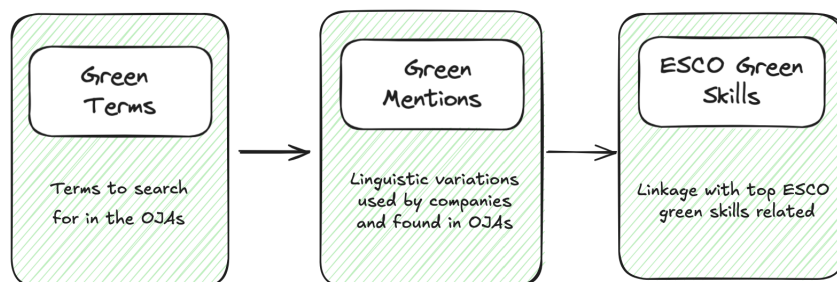 Green
Terms
Terms to search
for in the OJAs
Green
Mentions
Linguistic variations
used by companies
and found in OJAs
ESCO Green
Skills
Linkage with top ESCO
green skills related